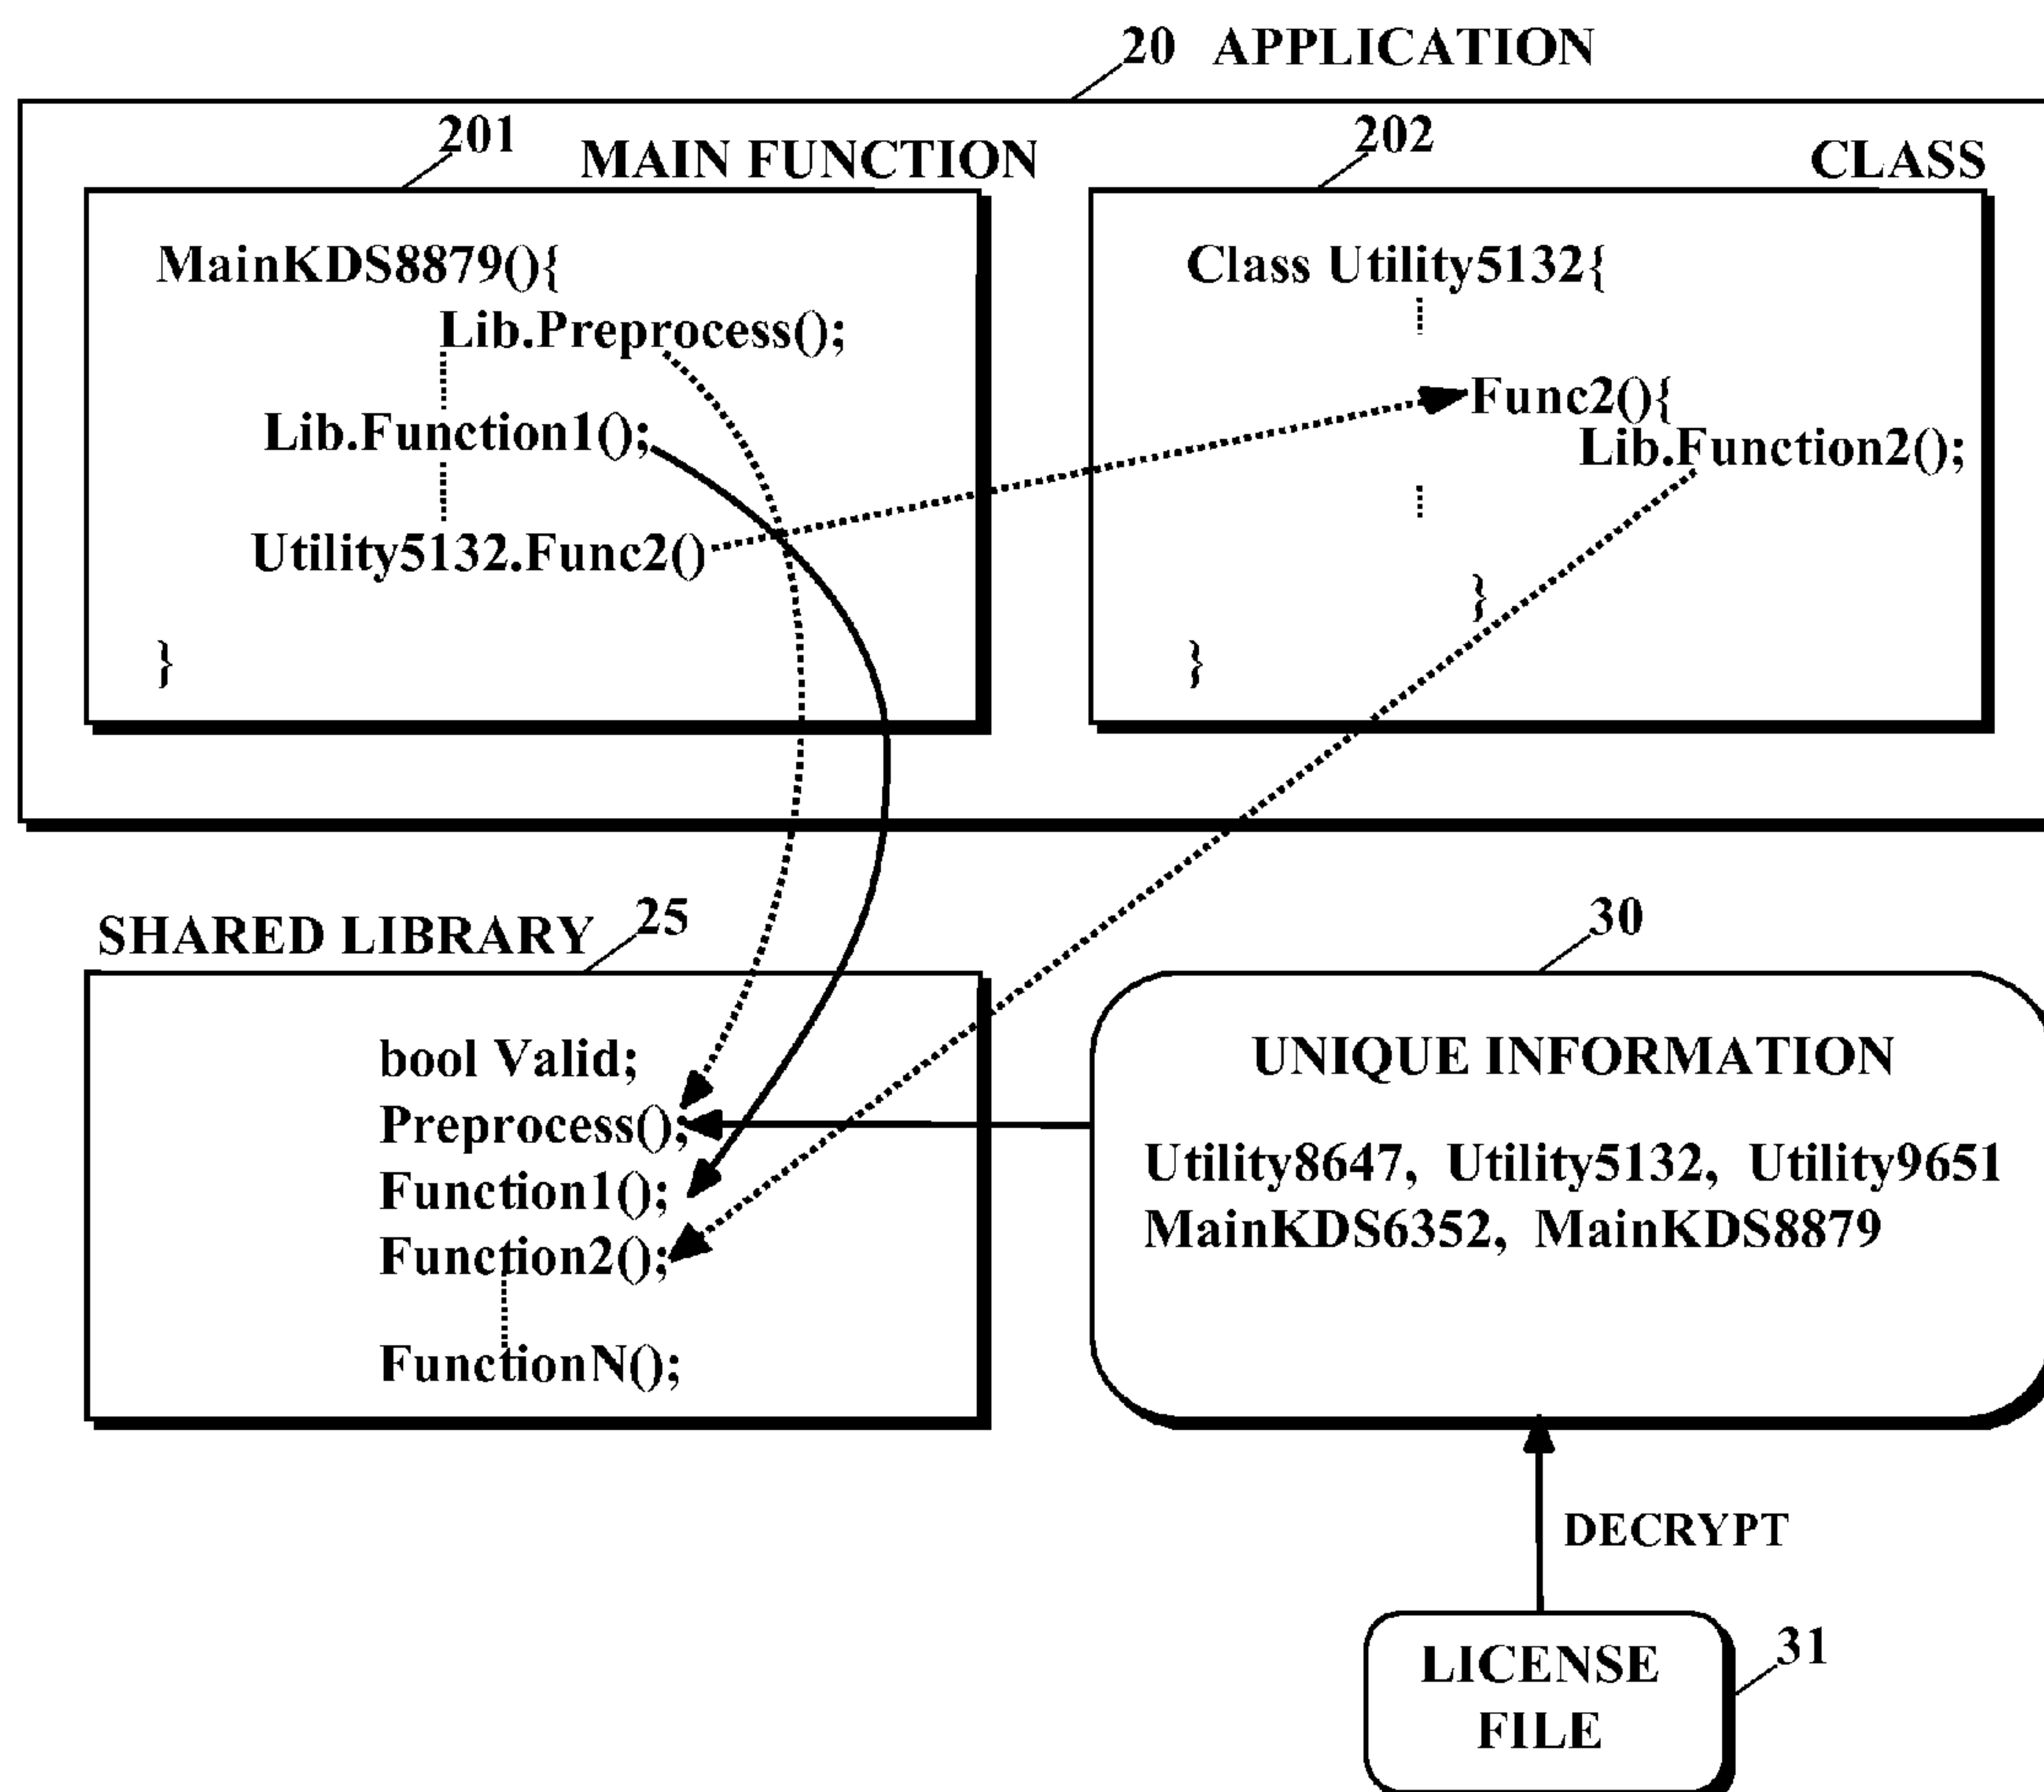 20 APPLICATION
201
MAIN FUNCTION
MainKDS8879(){
Lib.Preprocess();
Lib.Function1();
Utility5132.Func2()
}
202
CLASS
Class Utility5132{
Func2(){
Lib.Function2();
}
}
SHARED LIBRARY
25
bool Valid;
Preprocess();
Function1();
Function2();
FunctionN();
30
UNIQUE INFORMATION
Utility8647, Utility5132, Utility9651
MainKDS6352, MainKDS8879
DECRYPT
LICENSE
FILE
31